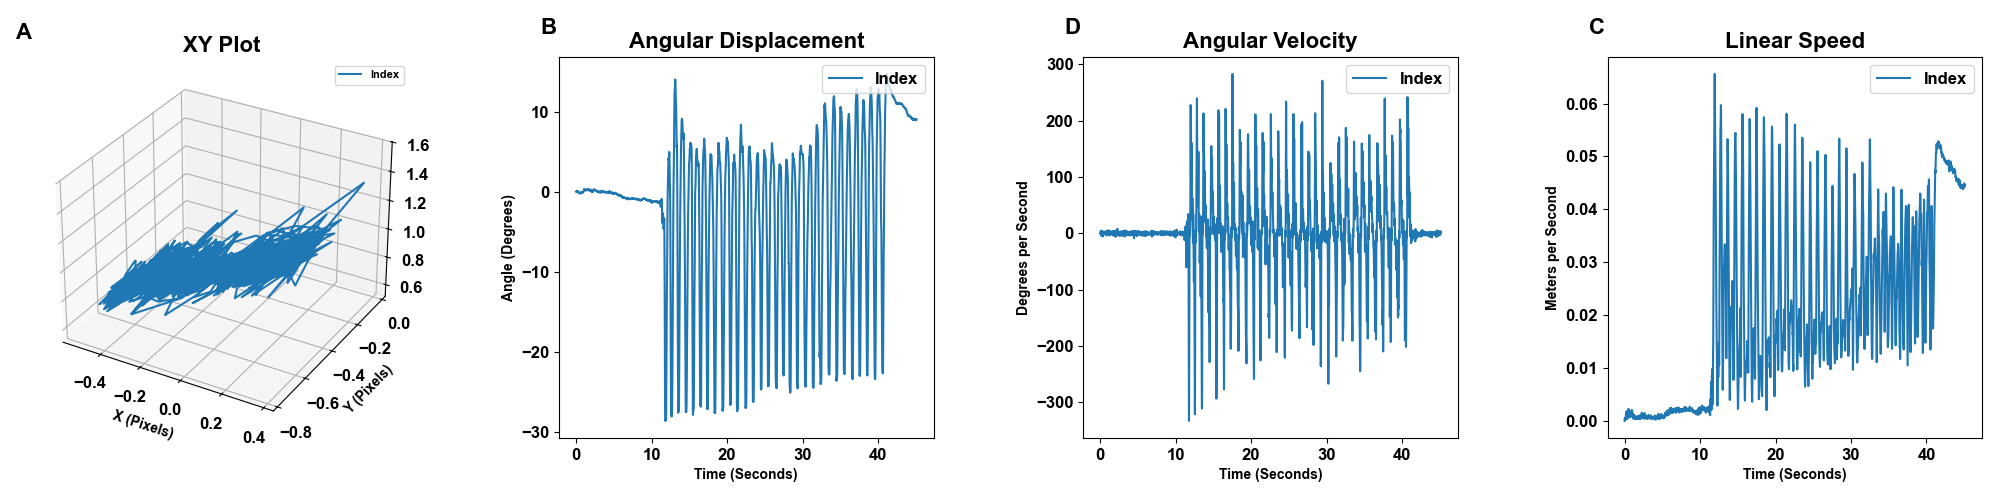 A
XY Plot
Index
1.6
1.4
1.2
1.0
0.8
0.6
0.0
−0.2
−0.4
−0.6
−0.8
Y (Pixels)
−0.4
−0.2
0.0
0.2
0.4
X (Pixels)
B
Angular Displacement
Index
10
0
−10
−20
−30
Angle (Degrees)
0 10 20 30 40
Time (Seconds)
D
Angular Velocity
Index
300
200
100
0
−100
−200
−300
Degrees per Second
0 10 20 30 40
Time (Seconds)
C
Linear Speed
Index
0.06
0.05
0.04
0.03
0.02
0.01
0.00
Meters per Second
0 10 20 30 40
Time (Seconds)